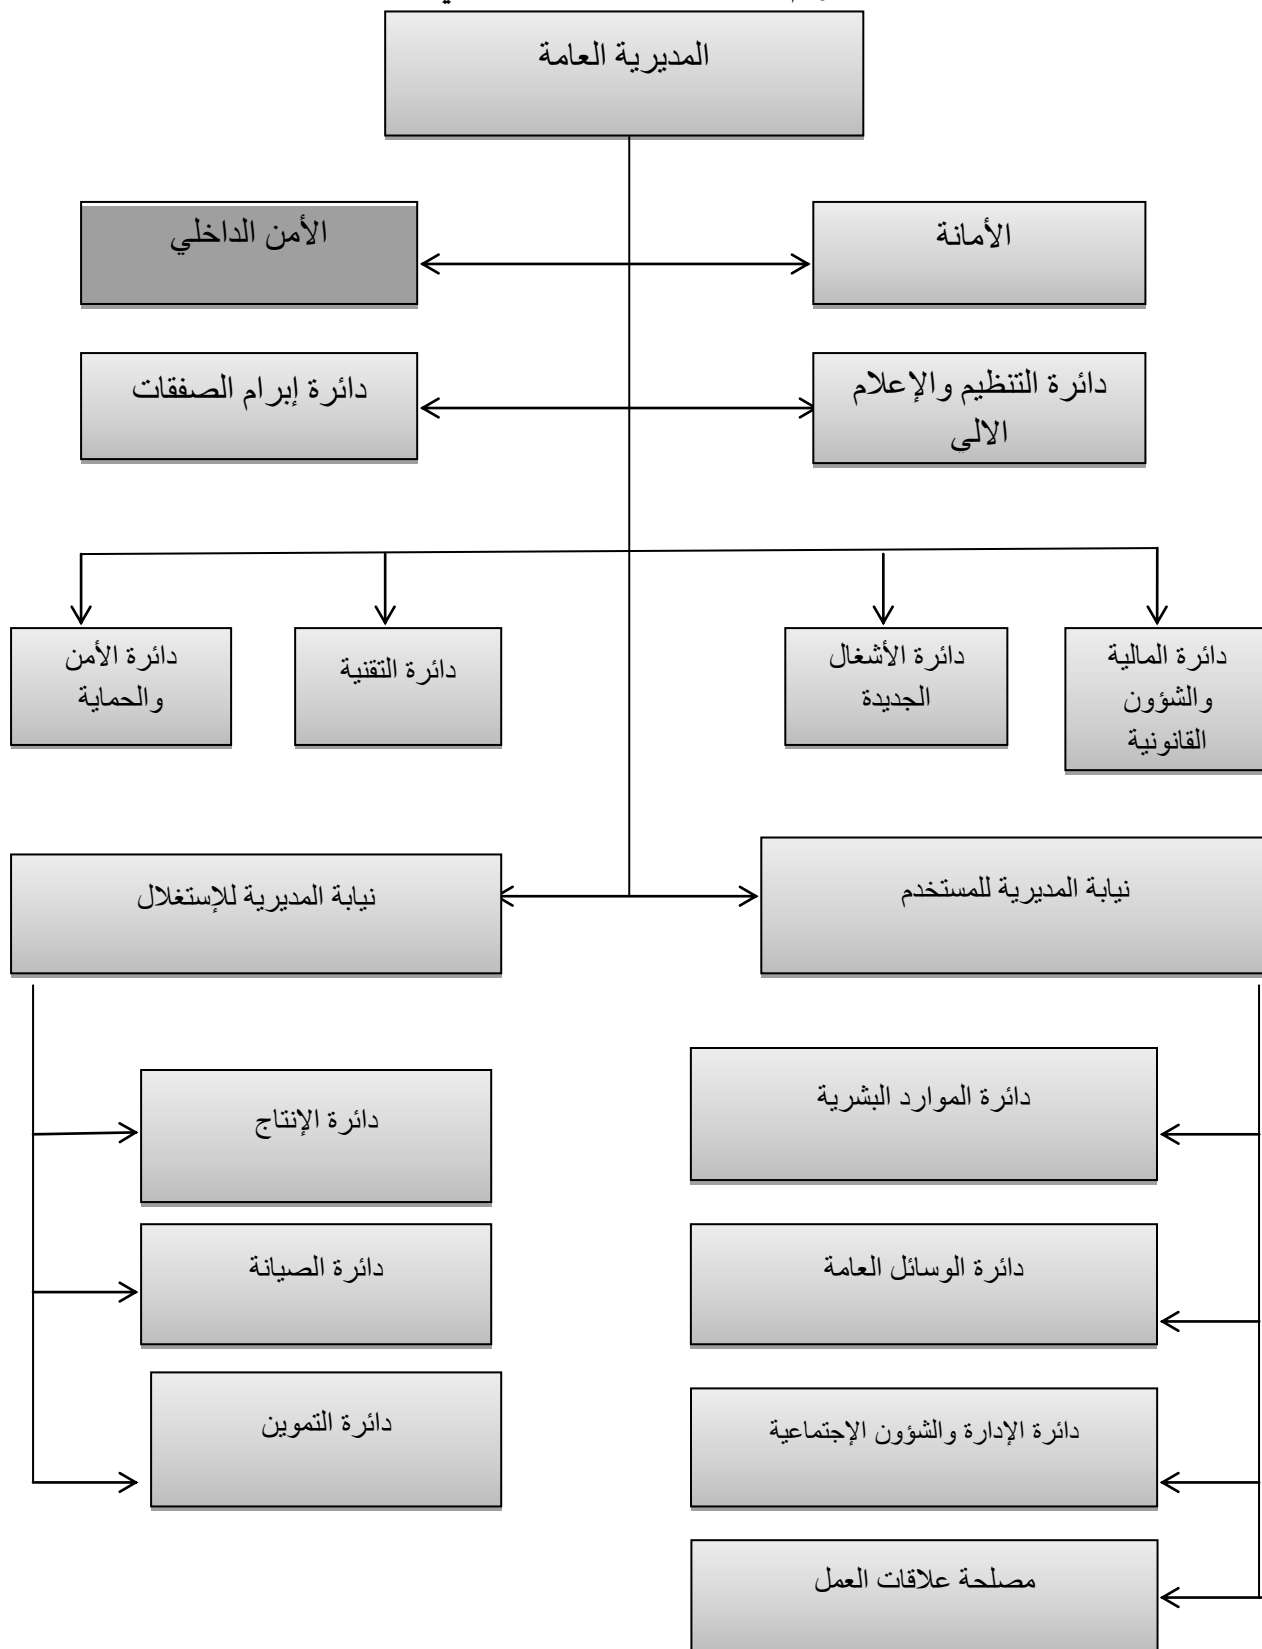 المديرية العامة
الأمانة
الأمن الداخلي
دائرة التنظيم والإعلام
الالي
دائرة إبرام الصفقات
دائرة المالية
والشؤون
القانونية
دائرة الأشغال
الجديدة
دائرة التقنية
دائرة الأمن
والحماية
نيابة المديرية للمستخدم
نيابة المديرية للإستغلال
دائرة الموارد البشرية
دائرة الوسائل العامة
دائرة الإدارة والشؤون الإجتماعية
مصلحة علاقات العمل
دائرة الإنتاج
دائرة الصيانة
دائرة التموين